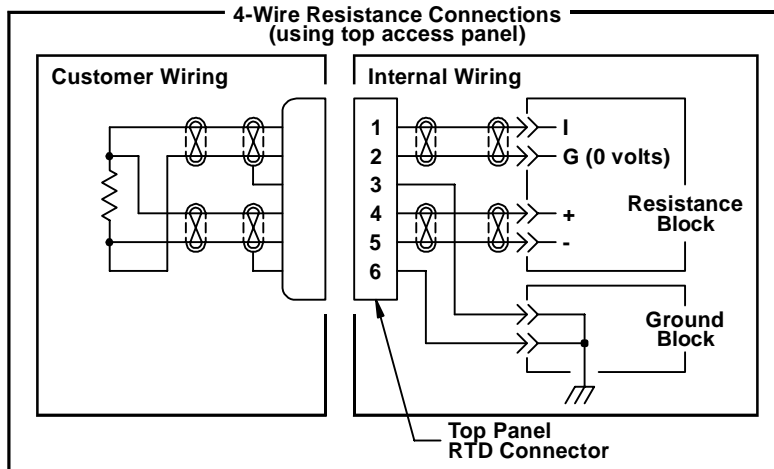 4-Wire Resistance Connections
(using top access panel)
Customer Wiring
Internal Wiring
1
2
3
4
5
6
I
G (0 volts)
+
-
Resistance
Block
Ground
Block
Top Panel
RTD Connector